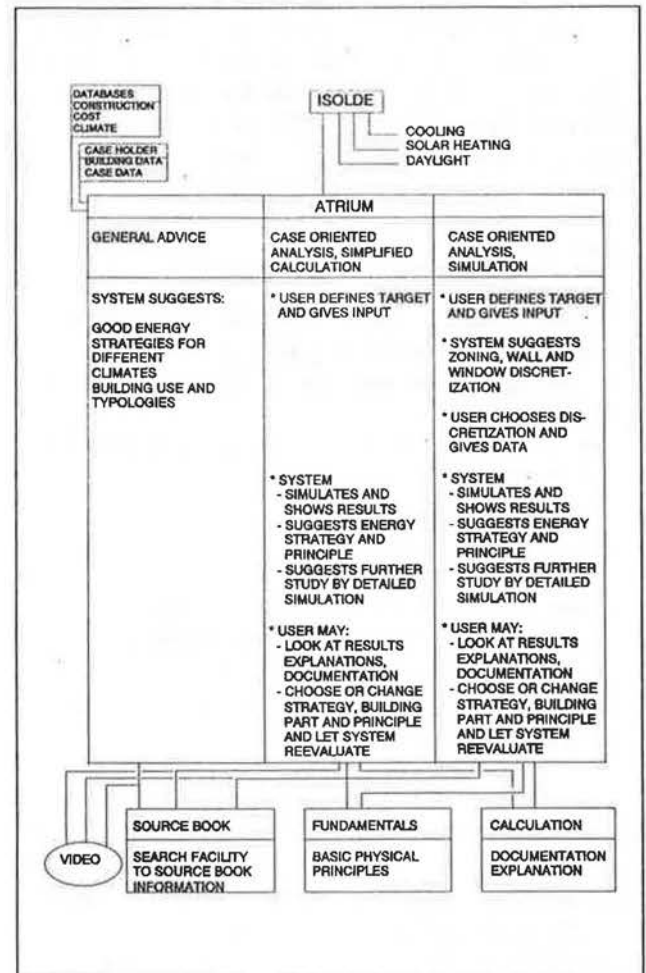 DATABASES
CONSTRUCTION
COST
CLIMATE
CASE HOLDER
BUILDING DATA
CASE DATA
ISOLDE
COOLING
SOLAR HEATING
DAYLIGHT
ATRIUM
GENERAL ADVICE
CASE ORIENTED
ANALYSIS, SIMPLIFIED
CALCULATION
CASE ORIENTED
ANALYSIS,
SIMULATION
SYSTEM SUGGESTS:
GOOD ENERGY
STRATEGIES FOR
DIFFERENT
CLIMATES
BUILDING USE AND
TYPOLOGIES
* USER DEFINES TARGET
AND GIVES INPUT
* SYSTEM
- SIMULATES AND
SHOWS RESULTS
- SUGGESTS ENERGY
STRATEGY AND
PRINCIPLE
- SUGGESTS FURTHER
STUDY BY DETAILED
SIMULATION
* USER MAY:
- LOOK AT RESULTS
EXPLANATIONS,
DOCUMENTATION
- CHOOSE OR CHANGE
STRATEGY, BUILDING
PART AND PRINCIPLE
AND LET SYSTEM
REEVALUATE
* USER DEFINES TARGET
AND GIVES INPUT
* SYSTEM SUGGESTS
ZONING, WALL AND
WINDOW DISCRET-
IZATION
* USER CHOOSES DIS-
CRETIZATION AND
GIVES DATA
* SYSTEM
- SIMULATES AND
SHOWS RESULTS
- SUGGESTS ENERGY
STRATEGY AND
PRINCIPLE
- SUGGESTS FURTHER
STUDY BY DETAILED
SIMULATION
* USER MAY:
- LOOK AT RESULTS
EXPLANATIONS,
DOCUMENTATION
- CHOOSE OR CHANGE
STRATEGY, BUILDING
PART AND PRINCIPLE
AND LET SYSTEM
REEVALUATE
VIDEO
SOURCE BOOK
SEARCH FACILITY
TO SOURCE BOOK
INFORMATION
FUNDAMENTALS
BASIC PHYSICAL
PRINCIPLES
CALCULATION
DOCUMENTATION
EXPLANATION